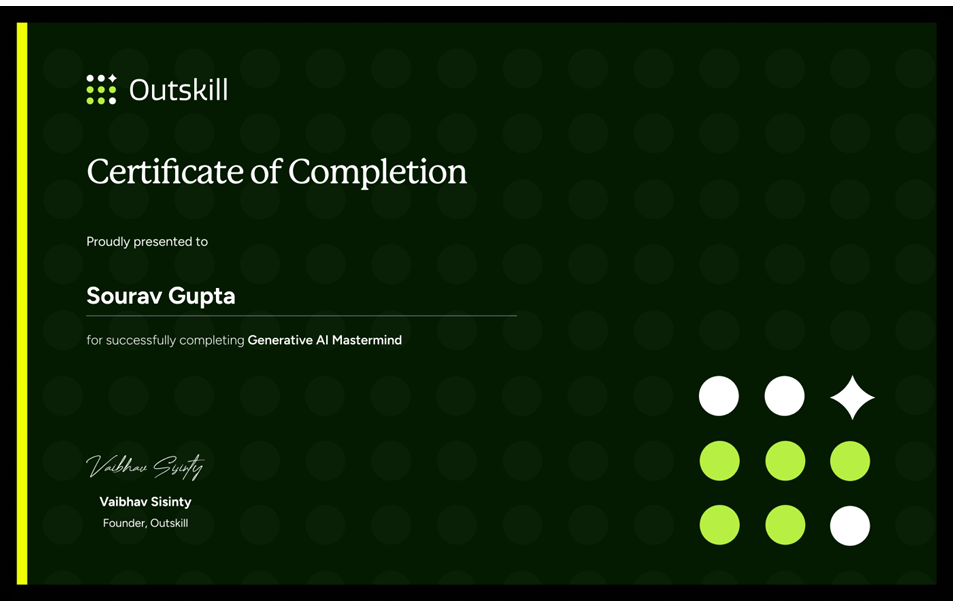 Outskill
Certificate of Completion
Proudly presented to
Sourav Gupta
for successfully completing Generative AI Mastermind
Vaibhav Sisinty
Vaibhav Sisinty
Founder, Outskill